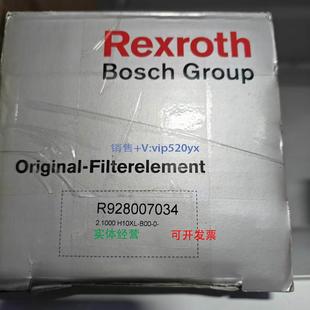 Rexroth
Bosch Group
销售+V:vip520yx
Original-Filterelement
R928007034
2.1000 H10XL-B00-0-
实体经营 可开发票